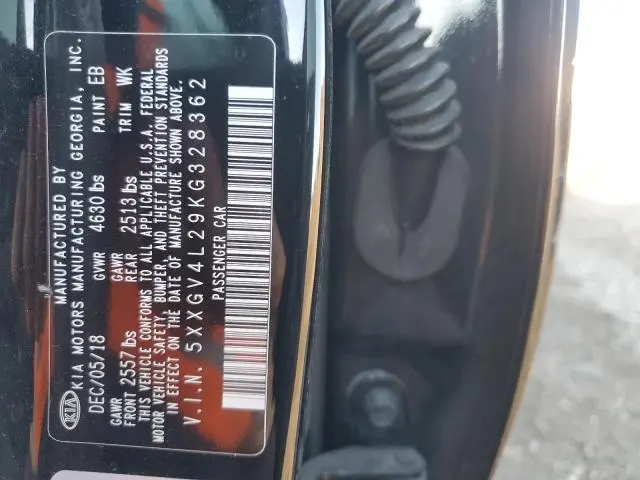 MANUFACTURED BY
KIA KIA MOTORS MANUFACTURING GEORGIA, INC.
DEC/05/18 GVWR 4630 lbs PAINT EB
GAWR FRONT 2557 lbs GAWR REAR 2513 lbs TRIM WK
THIS VEHICLE CONFORMS TO ALL APPLICABLE U.S.A. FEDERAL
MOTOR VEHICLE SAFETY, BUMPER, AND THEFT PREVENTION STANDARDS
IN EFFECT ON THE DATE OF MANUFACTURE SHOWN ABOVE.
V.I.N. 5XXGV4L29KG328362
PASSENGER CAR